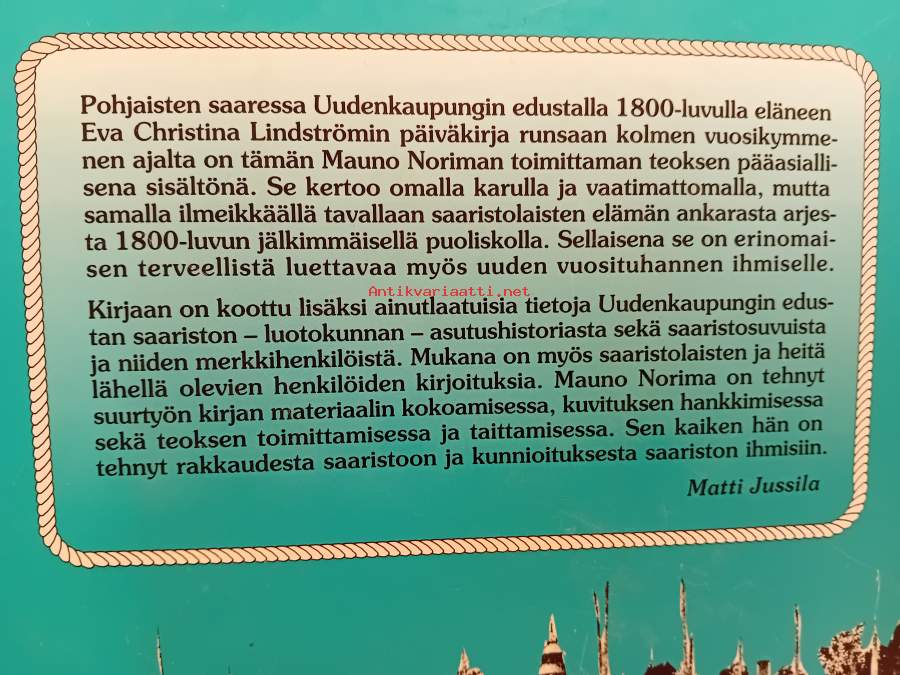 Pohjaisten saaressa Uudenkaupungin edustalla 1800-luvulla eläneen
Eva Christina Lindströmin päiväkirja runsaan kolmen vuosikymme-
nen ajalta on tämän Mauno Noriman toimittaman teoksen pääasialli-
sena sisältönä. Se kertoo omalla karulla ja vaatimattomalla, mutta
samalla ilmeikkäällä tavallaan saaristolaisten elämän ankarasta arjes-
ta 1800-luvun jälkimmäisellä puoliskolla. Sellaisena se on erinomai-
sen terveellistä luettavaa myös uuden vuosituhannen ihmiselle.
Antikvariaatti.net
Kirjaan on koottu lisäksi ainutlaatuisia tietoja Uudenkaupungin edus-
tan saariston – luotokunnan – asutushistoriasta sekä saaristosuvuista
ja niiden merkkihenkilöistä. Mukana on myös saaristolaisten ja heitä
lähellä olevien henkilöiden kirjoituksia. Mauno Norima on tehnyt
suurtyön kirjan materiaalin kokoamisessa, kuvituksen hankkimisessa
sekä teoksen toimittamisessa ja taittamisessa. Sen kaiken hän on
tehnyt rakkaudesta saaristoon ja kunnioituksesta saariston ihmisiin.
Matti Jussila